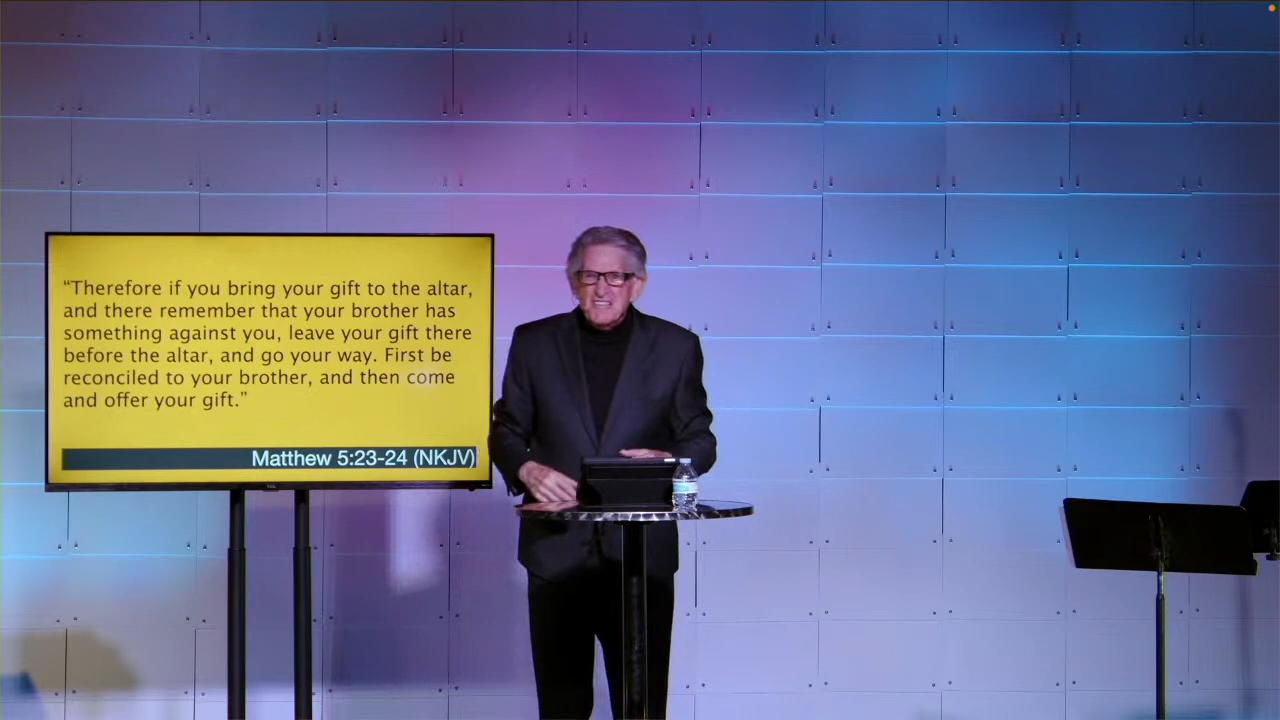 “Therefore if you bring your gift to the altar,
and there remember that your brother has
something against you, leave your gift there
before the altar, and go your way. First be
reconciled to your brother, and then come
and offer your gift.”
Matthew 5:23-24 (NKJV)
TCL